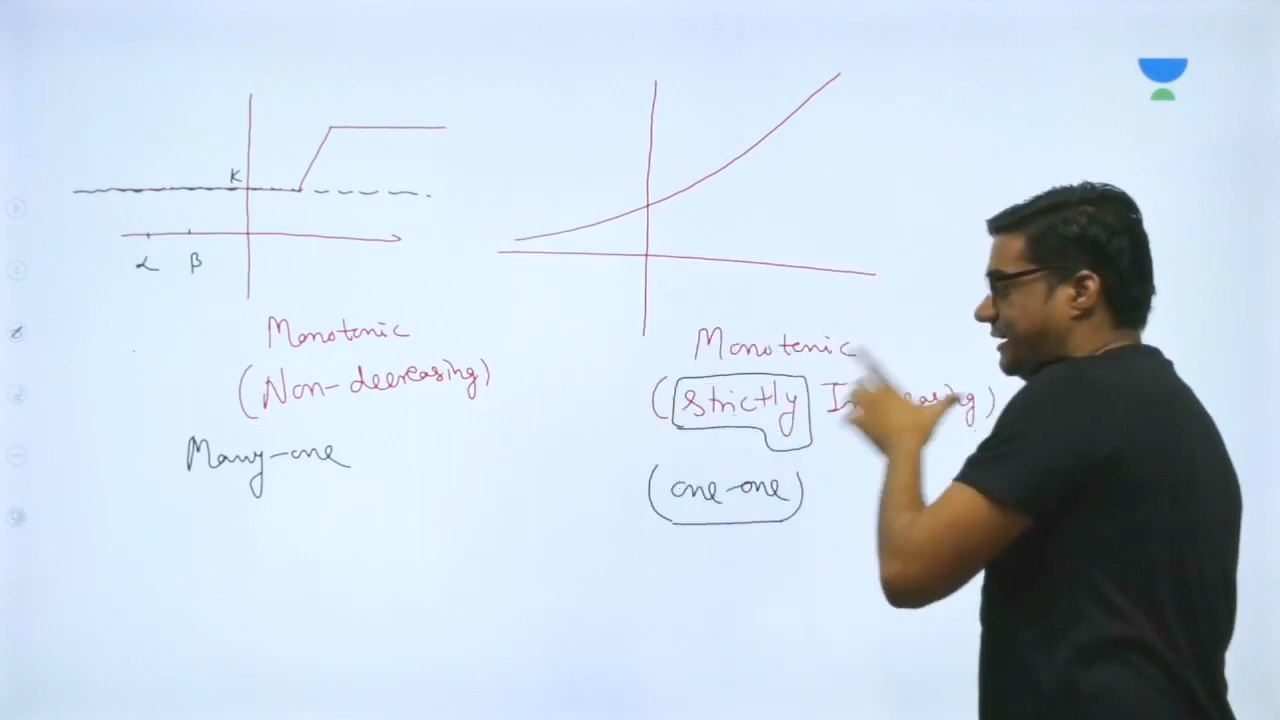 K
α β
Monotonic
(Non-decreasing)
Many-one
Monotonic
(Strictly Increasing)
(one-one)